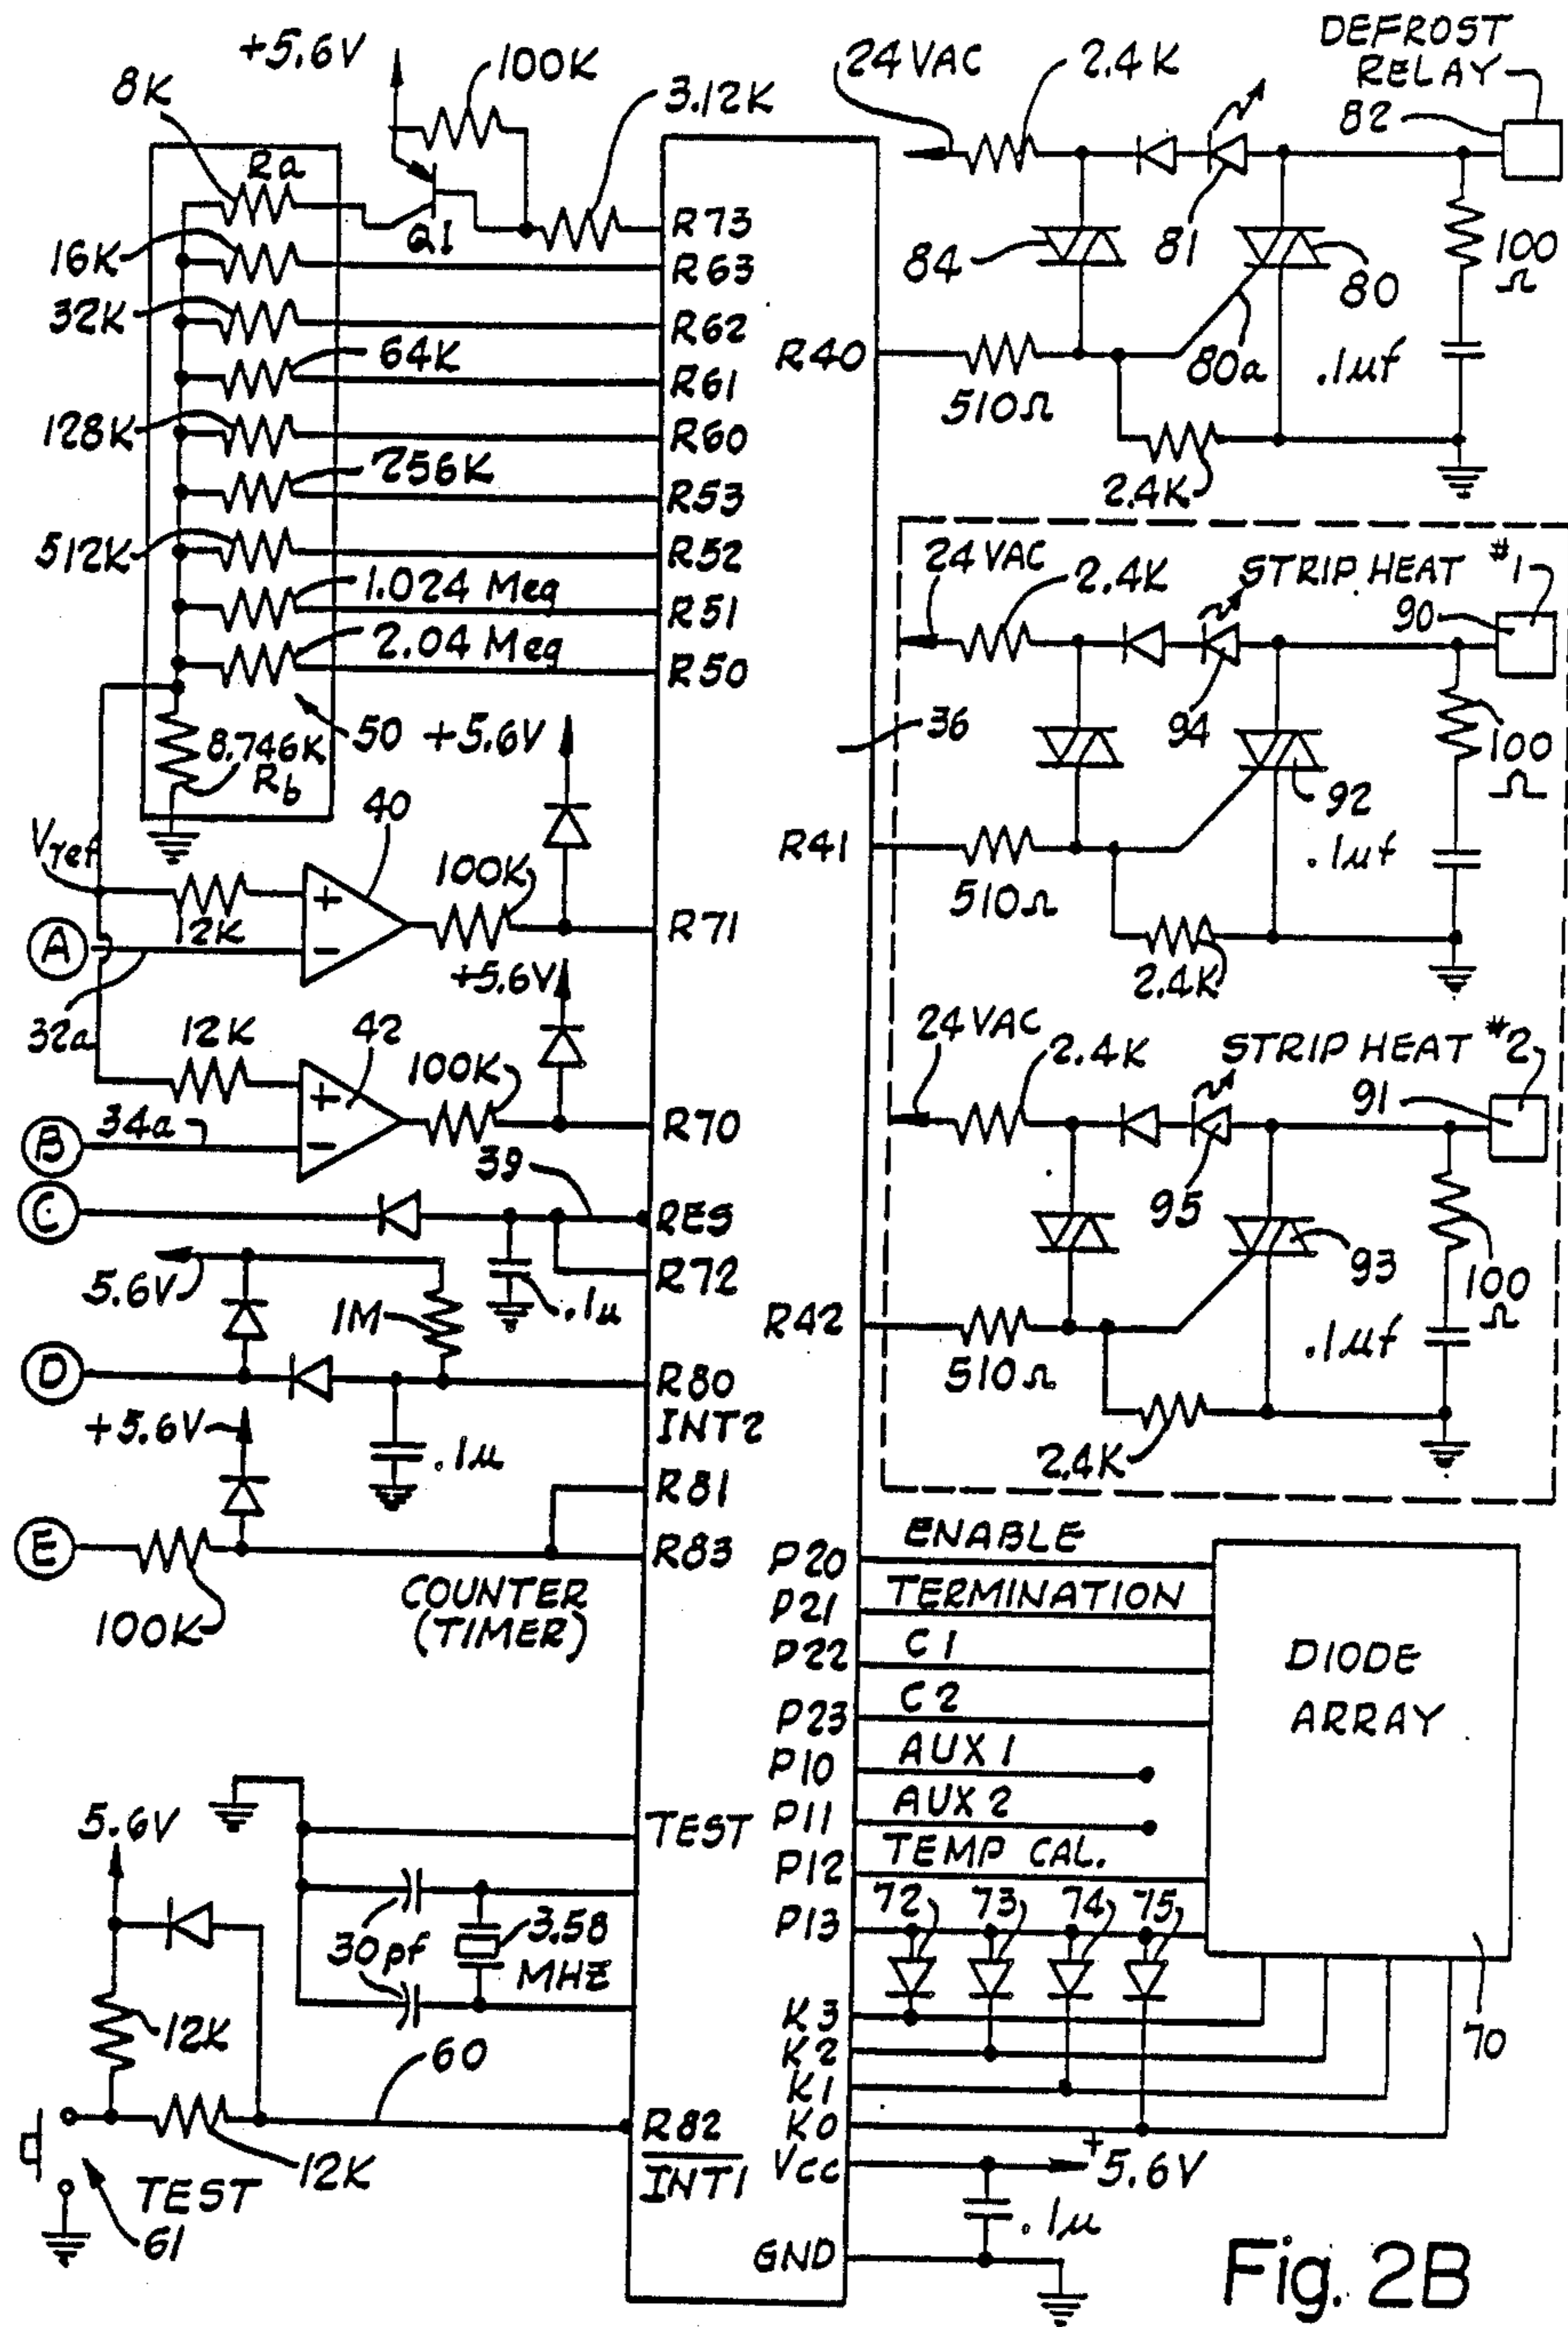 +5.6V
100K
8K
3.12K
Ra
Q1
R73
16K
R63
32K
R62
64K
R61
128K
R60
256K
R53
512K
R52
1.024 Meg
R51
2.04 Meg
R50
50
+5.6V
8.746K
Rb
36
Vref
40
12K
100K
A
R71
32a
+5.6V
12K
42
100K
B
34a
R70
C
39
RES
R72
5.6V
.1µ
1M
D
R80
INT2
+5.6V
.1µ
R81
E
R83
100K
COUNTER
(TIMER)
5.6V
TEST
30pf
3.58
MHZ
12K
60
R82
INT1
12K
TEST
61
24 VAC
2.4K
DEFROST
RELAY
82
84
81
80
100
Ω
R40
80a
.1µf
510Ω
2.4K
24 VAC
2.4K
STRIP HEAT #1
90
94
92
100
Ω
R41
.1µf
510Ω
2.4K
24 VAC
2.4K
STRIP HEAT #2
91
95
93
100
Ω
R42
.1µf
510Ω
2.4K
P20 ENABLE
P21 TERMINATION
P22 C1
P23 C2
P10 AUX 1
P11 AUX 2
P12 TEMP CAL.
DIODE
ARRAY
72 73 74 75
P13
K3
K2
K1
K0
70
Vcc
+5.6V
.1µ
GND
Fig. 2B